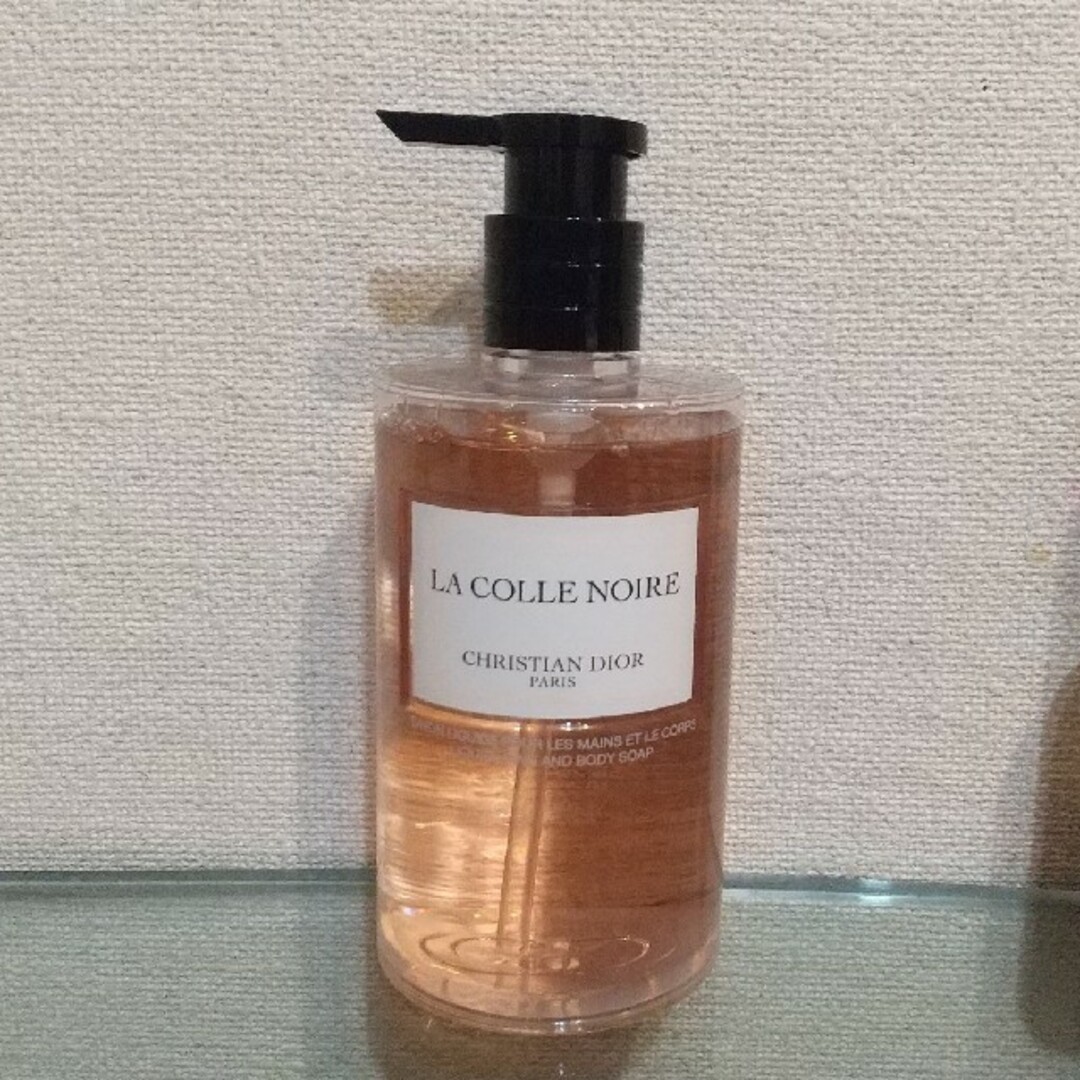 LA COLLE NOIRE
CHRISTIAN DIOR
PARIS
LES MAINS ET LE CORPS
AND BODY SOAP